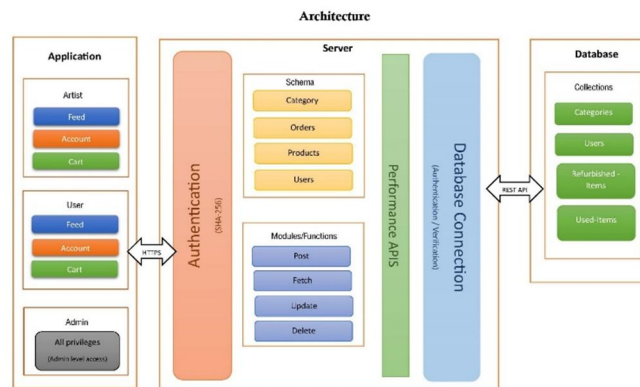 Architecture
Application
Artist
Feed
Account
Cart
User
Feed
Account
Cart
Admin
All privileges
(Admin level access)
HTTPS
Server
Authentication
(SHA-256)
Schema
Category
Orders
Products
Users
Modules/Functions
Post
Fetch
Update
Delete
Performance APIS
Database Connection
(Authentication / Verification)
REST API
Database
Collections
Categories
Users
Refurbished -
Items
Used-Items